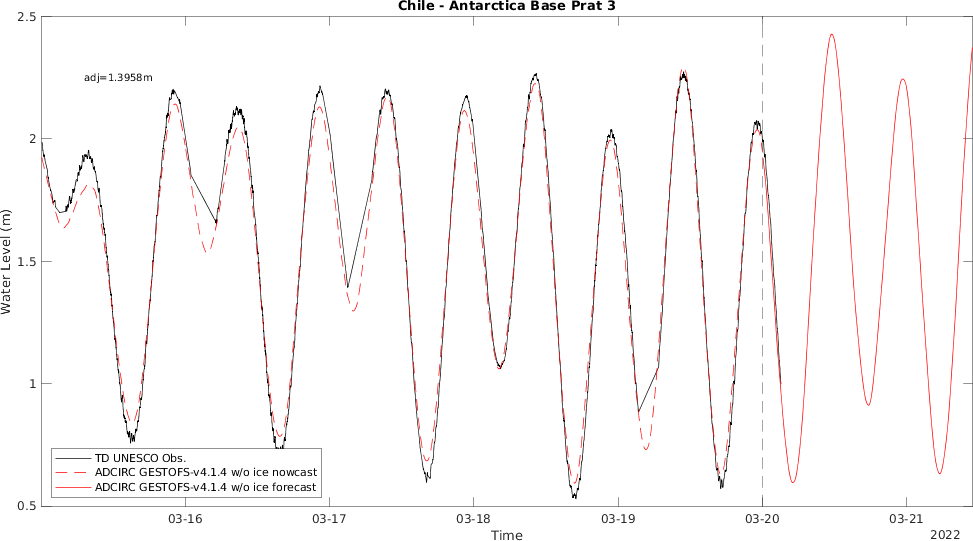 Chile - Antarctica Base Prat 3
2.5
adj=1.3958m
2
1.5
1
0.5
Water Level (m)
TD UNESCO Obs.
ADCIRC GESTOFS-v4.1.4 w/o ice nowcast
ADCIRC GESTOFS-v4.1.4 w/o ice forecast
03-16
03-17
03-18
03-19
03-20
03-21
Time
2022